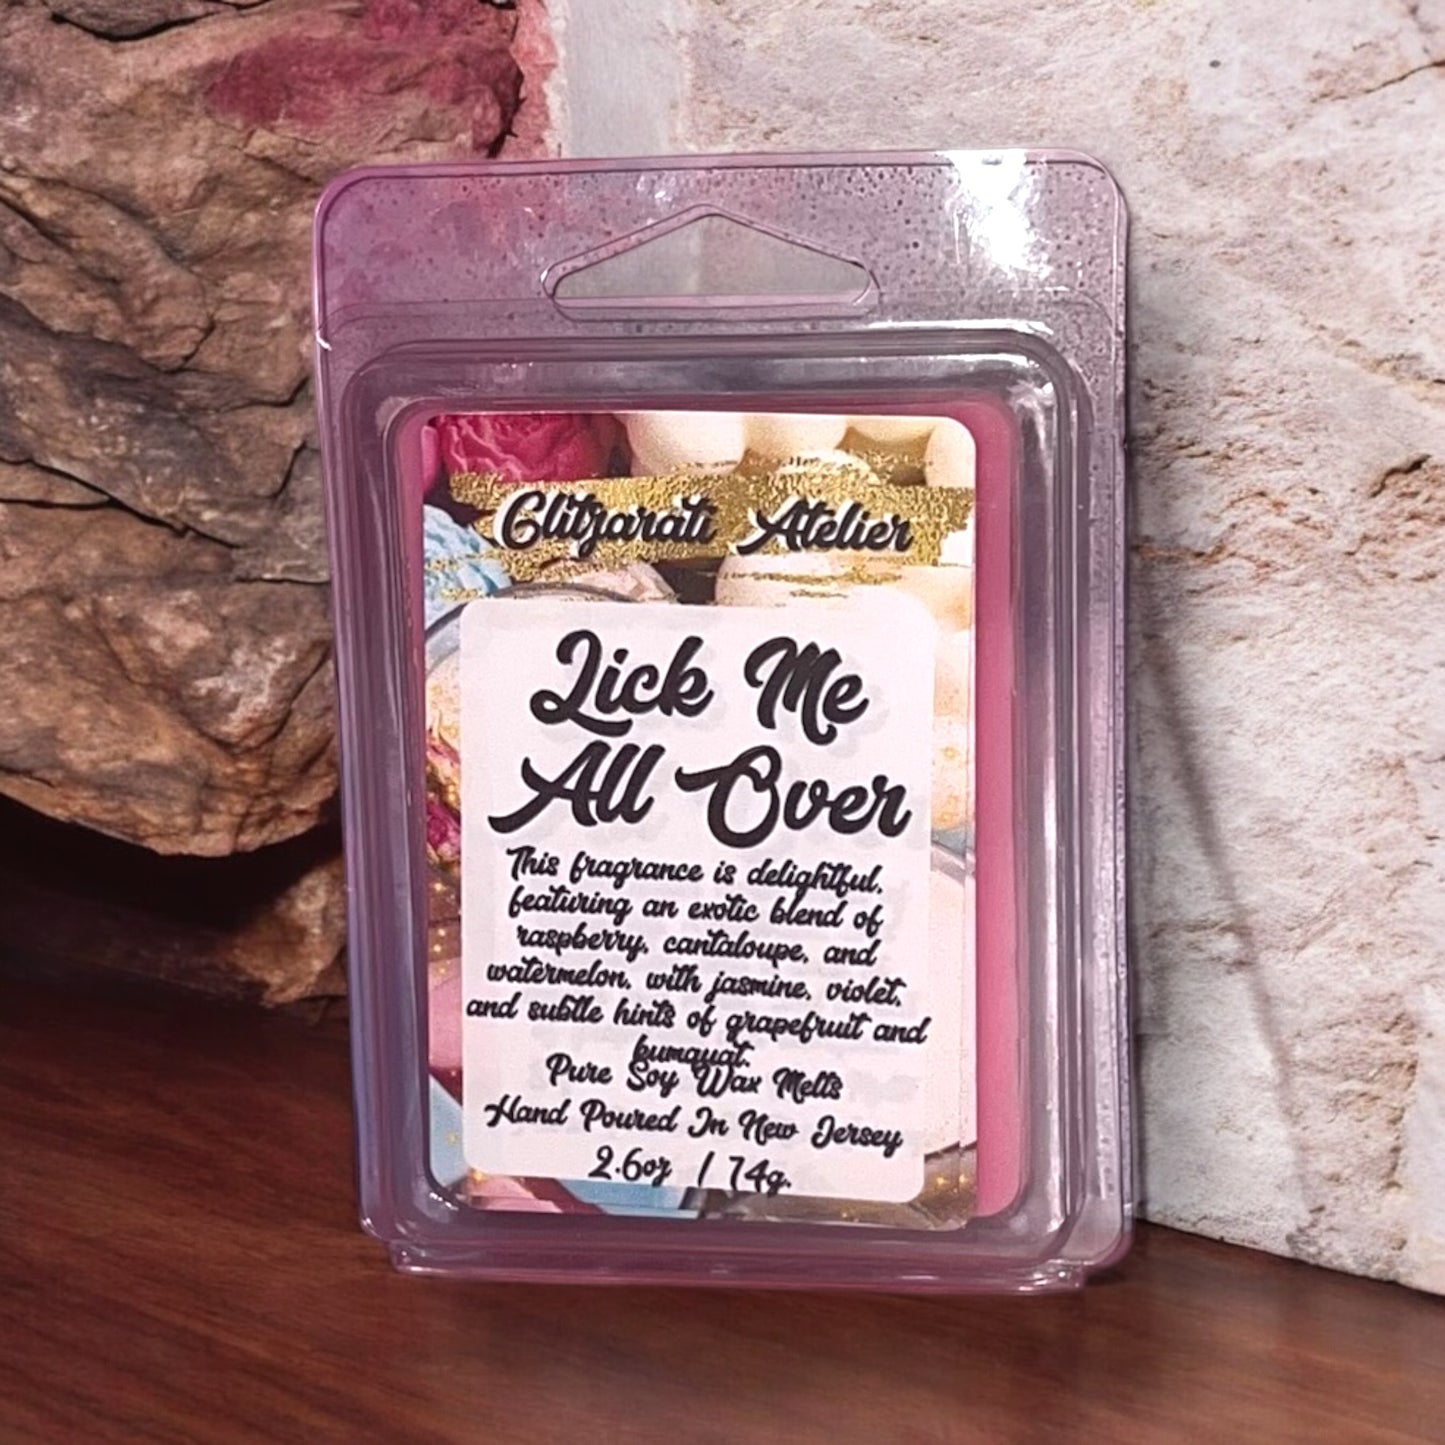 Glitzarati Atelier
Lick Me
All Over
This fragrance is delightful,
featuring an exotic blend of
raspberry, cantaloupe, and
watermelon, with jasmine, violet,
and subtle hints of grapefruit and
kumquat.
Pure Soy Wax Melts
Hand Poured In New Jersey
2.6oz / 74g.